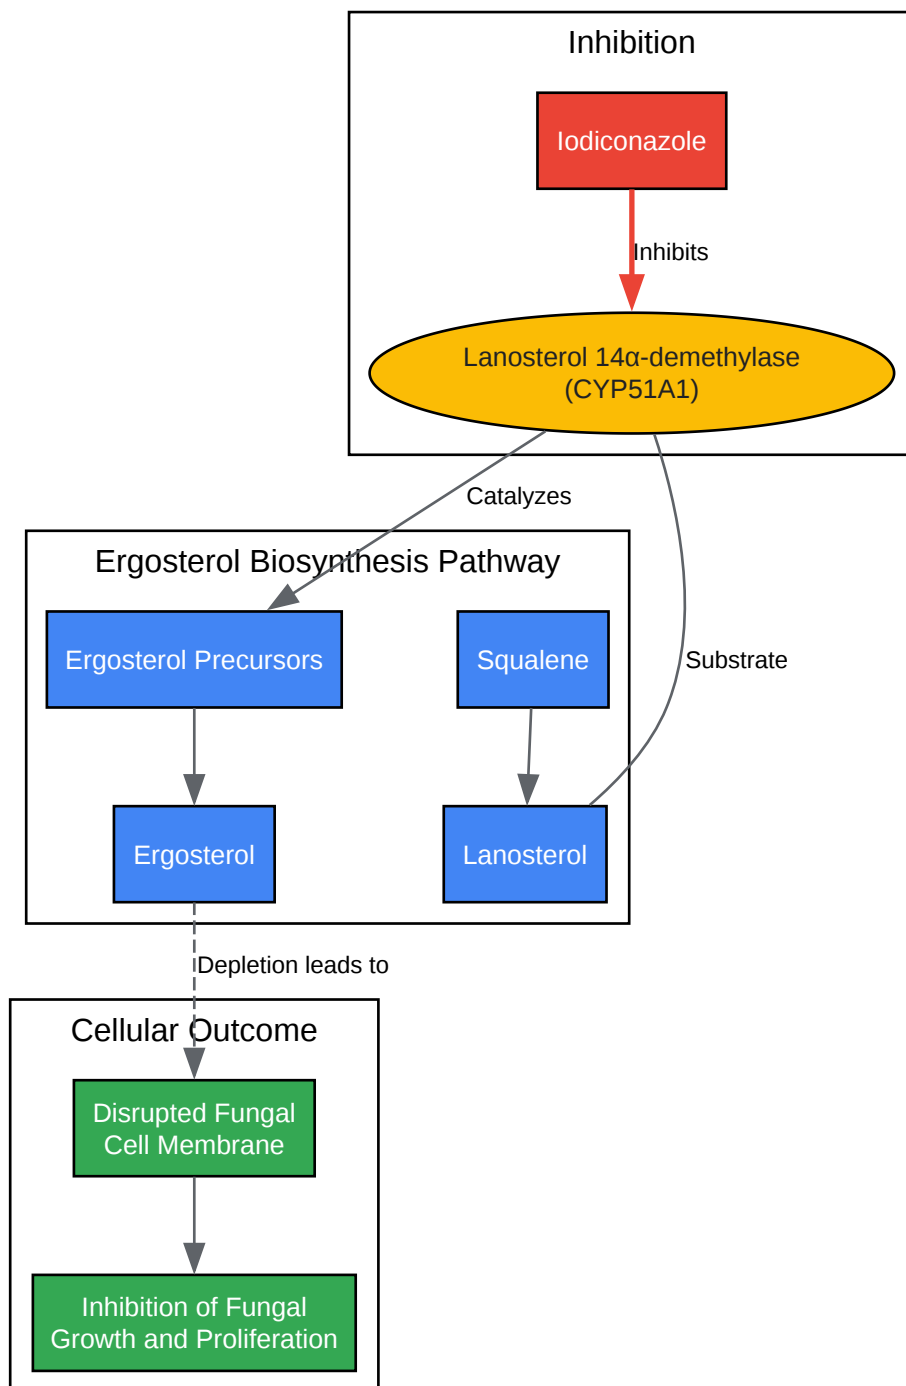 Inhibition
Iodiconazole
Inhibits
Lanosterol 14α-demethylase
(CYP51A1)
Catalyzes
Ergosterol Biosynthesis Pathway
Ergosterol Precursors
Squalene
Substrate
Ergosterol
Lanosterol
Depletion leads to
Cellular Outcome
Disrupted Fungal
Cell Membrane
Inhibition of Fungal
Growth and Proliferation